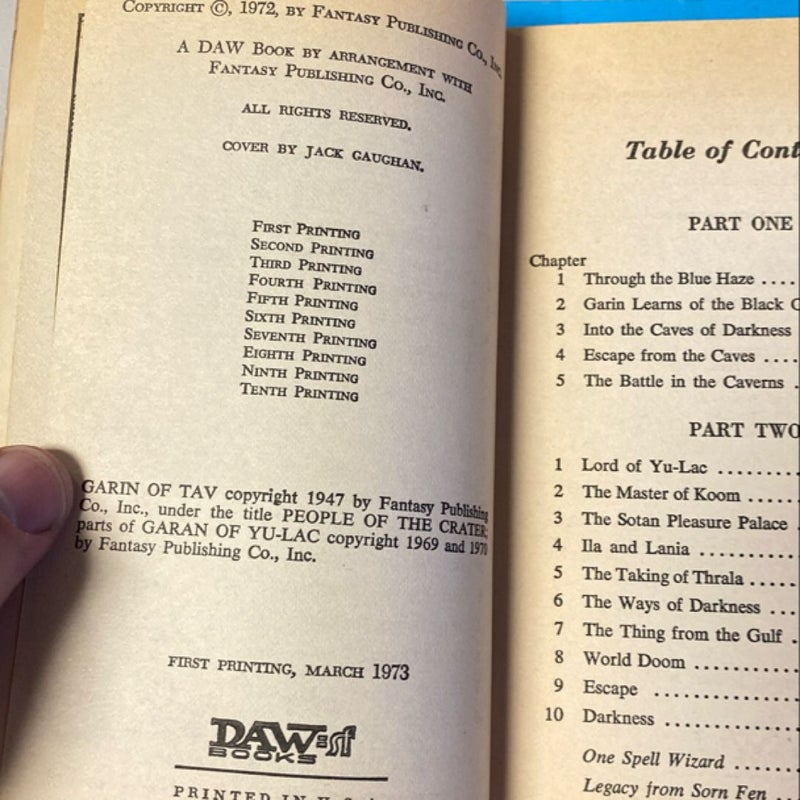 COPYRIGHT ©, 1972, BY FANTASY PUBLISHING CO., INC.
A DAW BOOK BY ARRANGEMENT WITH
FANTASY PUBLISHING CO., INC.
ALL RIGHTS RESERVED.
COVER BY JACK GAUGHAN.
FIRST PRINTING
SECOND PRINTING
THIRD PRINTING
FOURTH PRINTING
FIFTH PRINTING
SIXTH PRINTING
SEVENTH PRINTING
EIGHTH PRINTING
NINTH PRINTING
TENTH PRINTING
GARIN OF TAV copyright 1947 by Fantasy Publishing
Co., Inc., under the title PEOPLE OF THE CRATER;
parts of GARAN OF YU-LAC copyright 1969 and 1970
by Fantasy Publishing Co., Inc.
FIRST PRINTING, MARCH 1973
DAW=sf
BOOKS
PRINTED IN
Table of
PART ONE
Chapter
1 Through the Blue Haze ....
2 Garin Learns of the Black
3 Into the Caves of Darkness
4 Escape from the Caves ....
5 The Battle in the Caverns .
PART TWO
1 Lord of Yu-Lac ........
2 The Master of Koom ......
3 The Sotan Pleasure Palace .
4 Ila and Lania ..........
5 The Taking of Thrala .....
6 The Ways of Darkness ...
7 The Thing from the Gulf .
8 World Doom ..........
9 Escape .............
10 Darkness ............
One Spell Wizard .......
Legacy from Sorn Fen ...